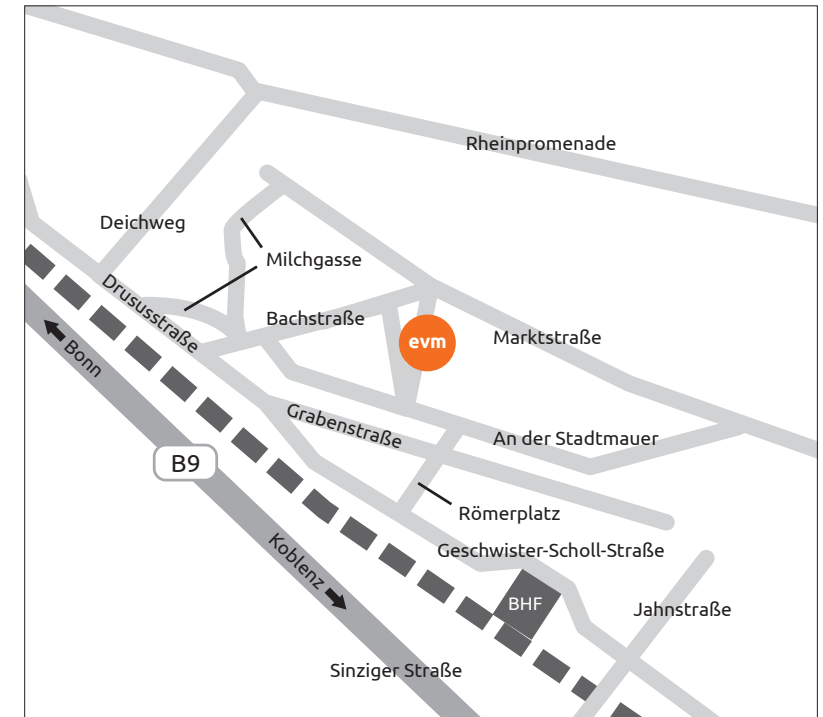 Rheinpromenade
Deichweg
Milchgasse
Drususstraße
Bachstraße
evm
Marktstraße
Bonn
Grabenstraße
An der Stadtmauer
B9
Römerplatz
Koblenz
Geschwister-Scholl-Straße
BHF
Jahnstraße
Sinziger Straße